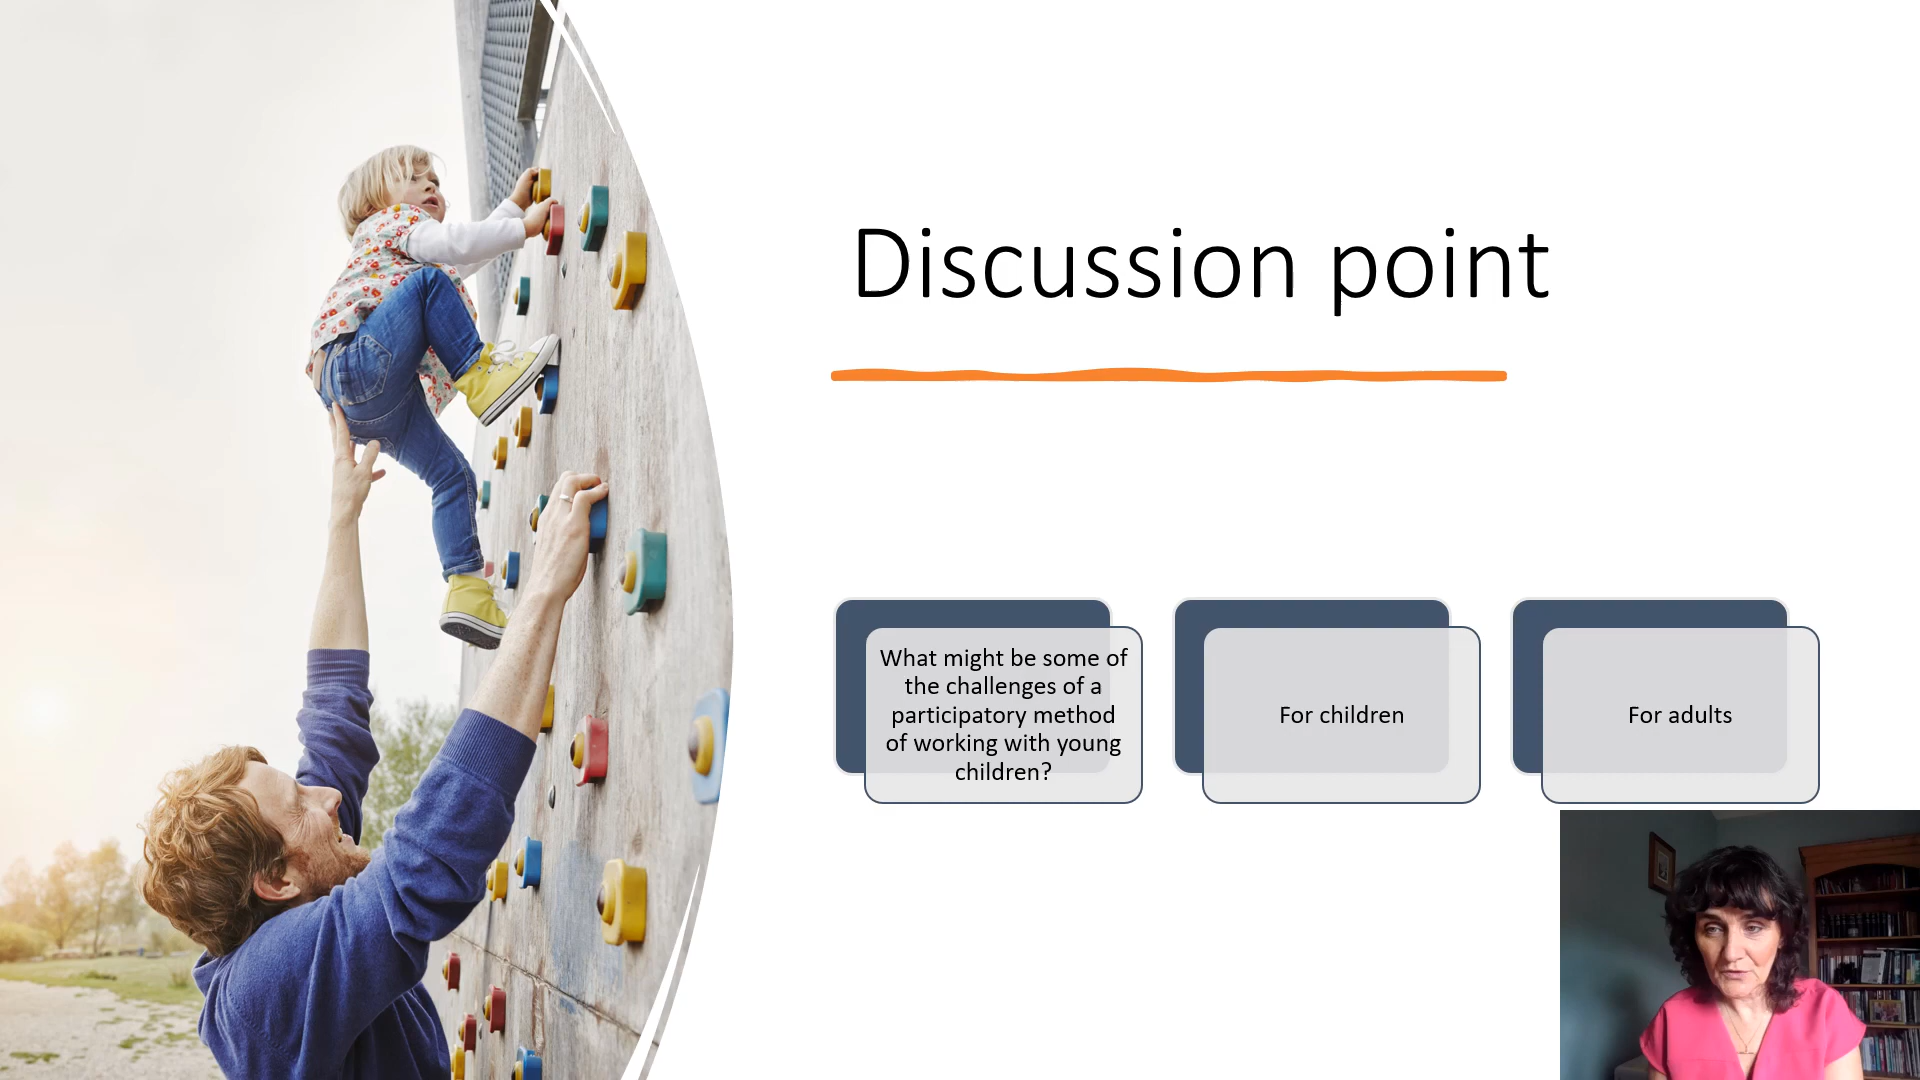 Discussion point
What might be some of
the challenges of a
participatory method
of working with young
children?
For children
For adults